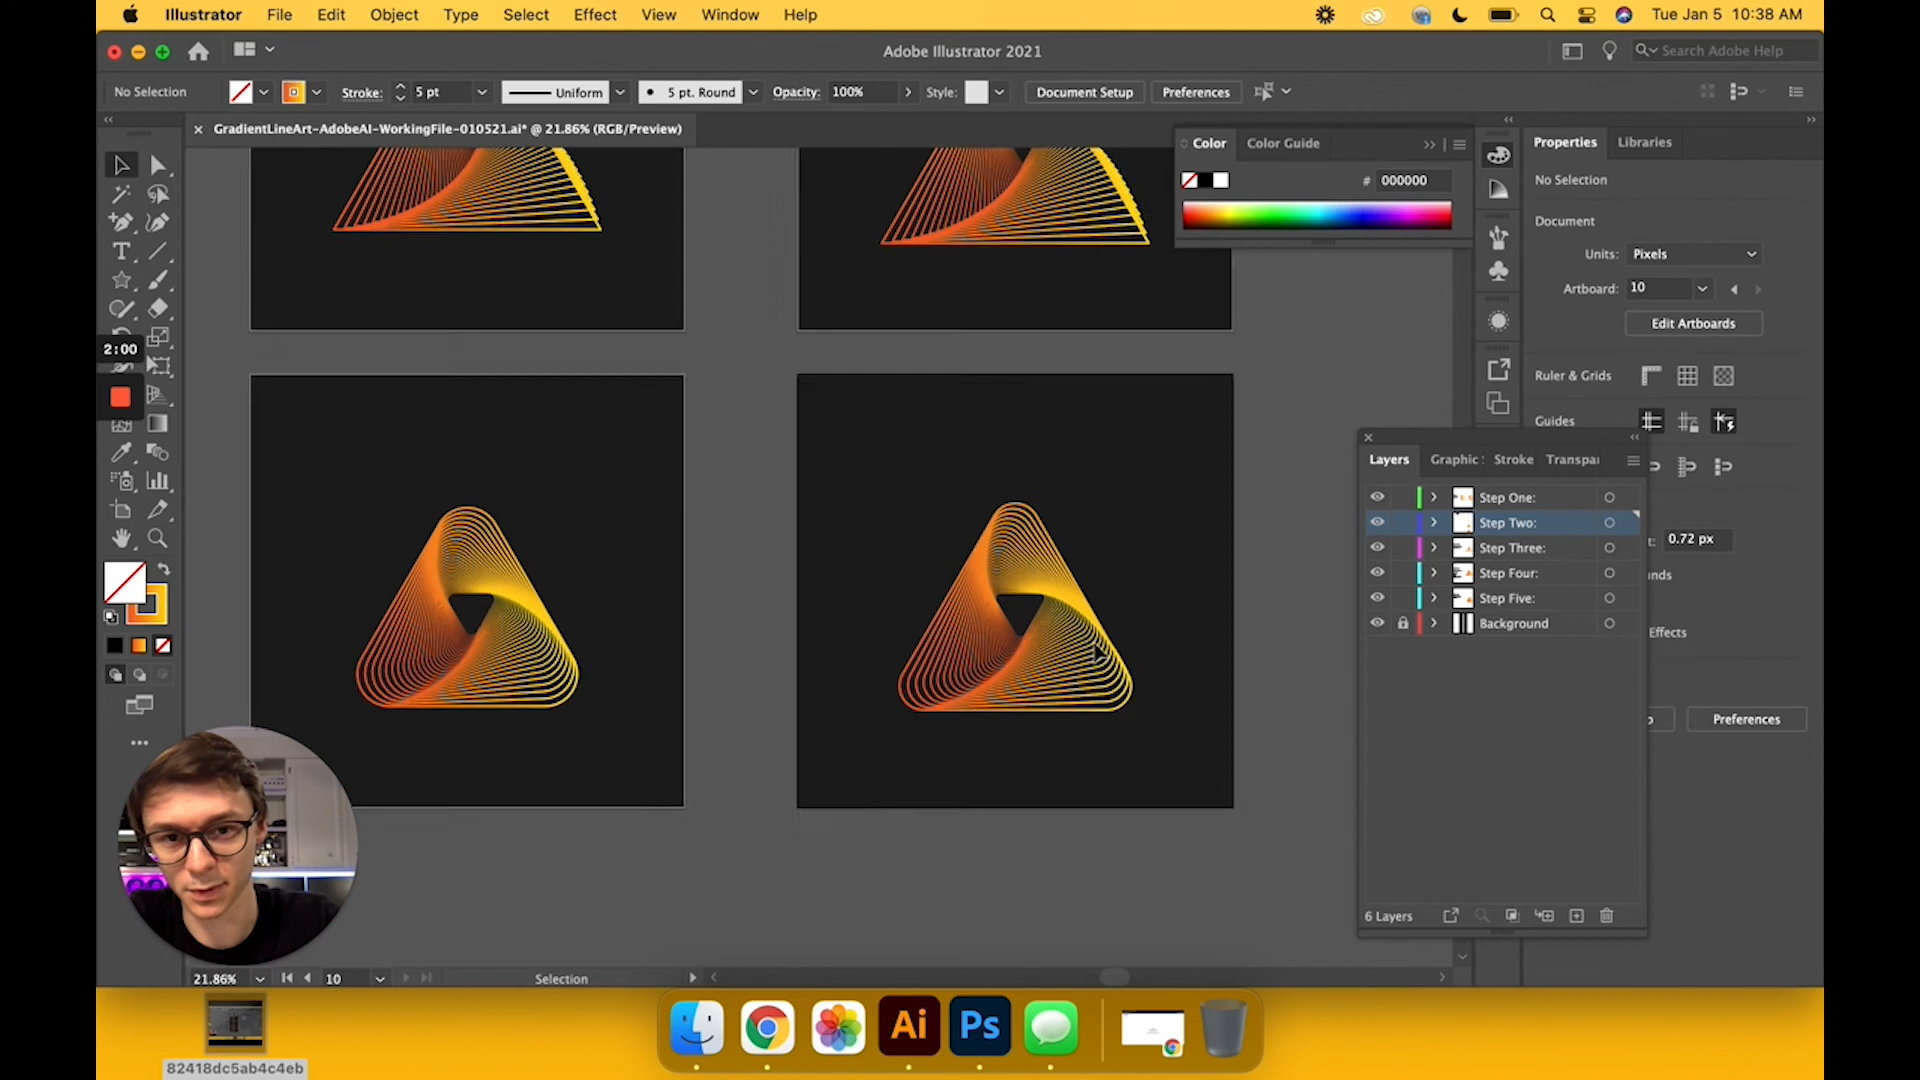 Illustrator File Edit Object Type Select Effect View Window Help
Tue Jan 5 10:38 AM
Adobe Illustrator 2021
Search Adobe Help
No Selection
Stroke:
5 pt
Uniform
5 pt. Round
Opacity:
100%
Style:
Document Setup
Preferences
GradientLineArt-AdobeAI-WorkingFile-010521.ai* @ 21.86% (RGB/Preview)
Color
Color Guide
# 000000
Properties
Libraries
No Selection
Document
Units: Pixels
Artboard: 10
Edit Artboards
Ruler & Grids
Guides
2:00
Layers
Graphic
Stroke
Transpar
Step One:
Step Two:
Step Three:
Step Four:
Step Five:
Background
0.72 px
Effects
Preferences
6 Layers
21.86%
10
Selection
Ai
Ps
82418dc5ab4c4eb